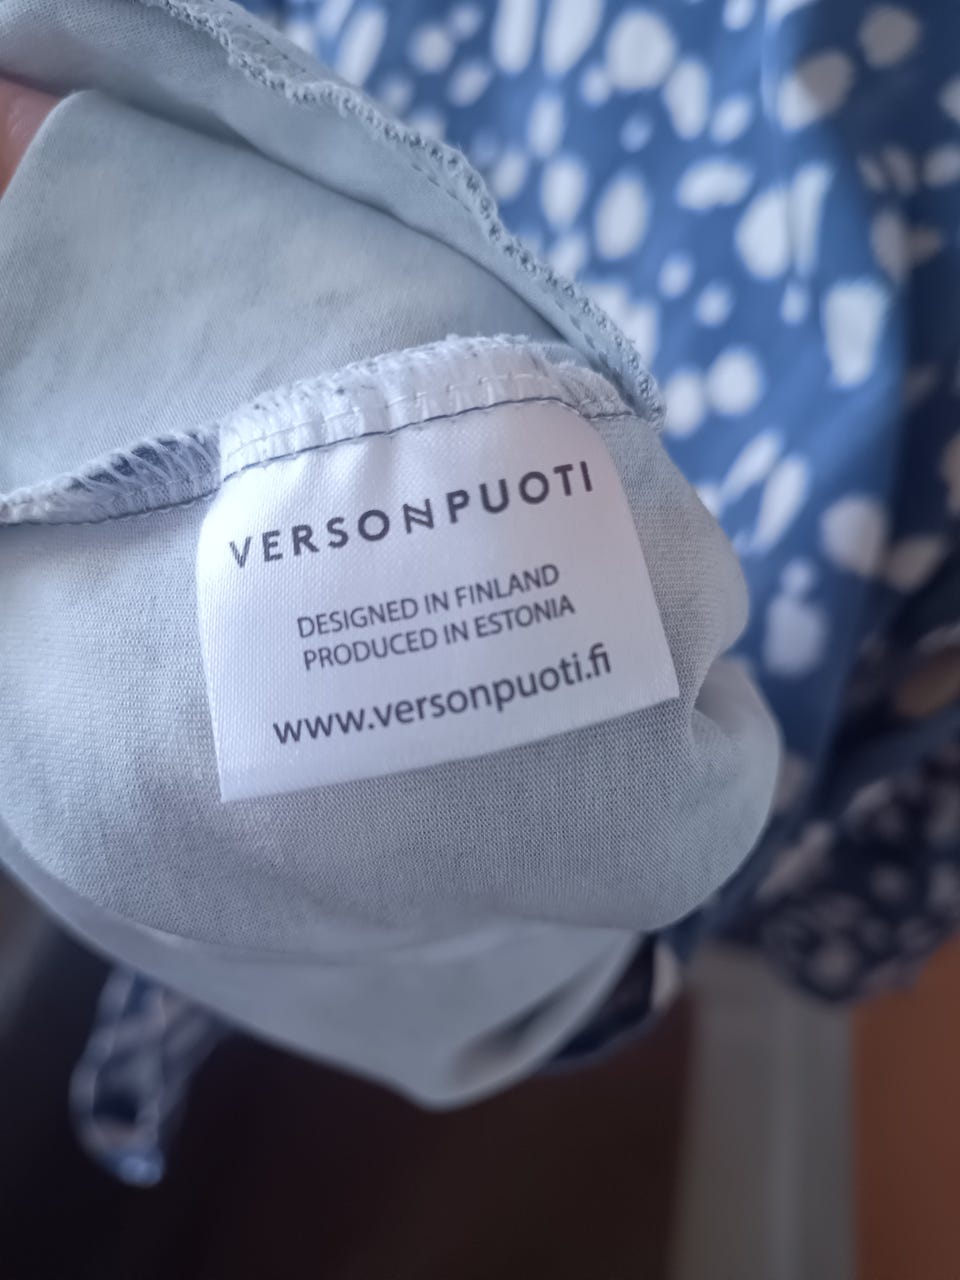 VERSONPUOTI
DESIGNED IN FINLAND
PRODUCED IN ESTONIA
www.versonpuoti.fi